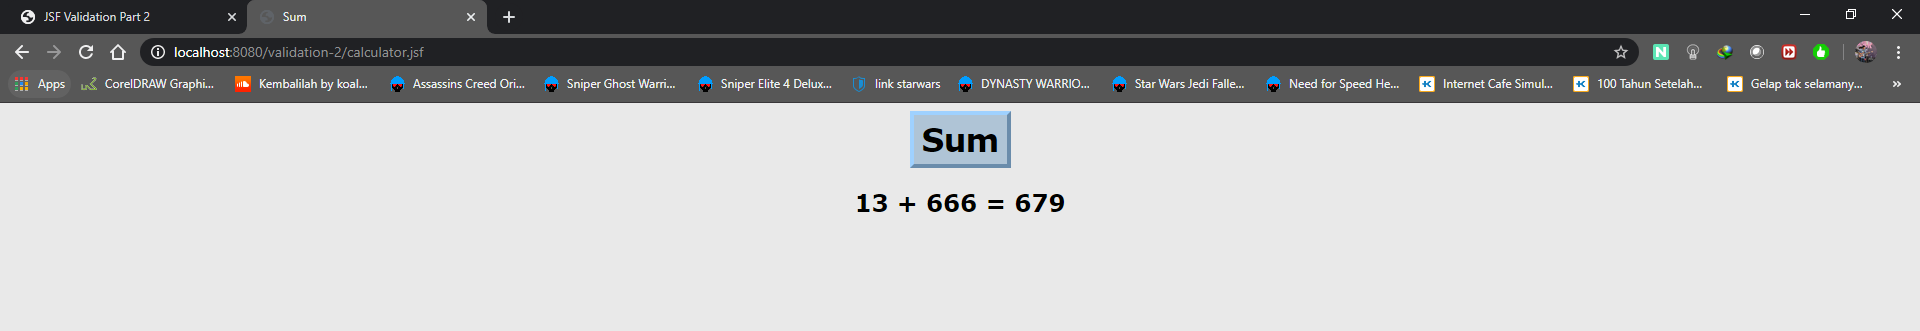 JSF Validation Part 2
Sum
localhost:8080/validation-2/calculator.jsf
Apps CorelDRAW Graphi... Kembalilah by koal... Assassins Creed Ori... Sniper Ghost Warri... Sniper Elite 4 Delux... link starwars DYNASTY WARRIO... Star Wars Jedi Falle... Need for Speed He... Internet Cafe Simul... 100 Tahun Setelah... Gelap tak selamany... »
Sum
13 + 666 = 679